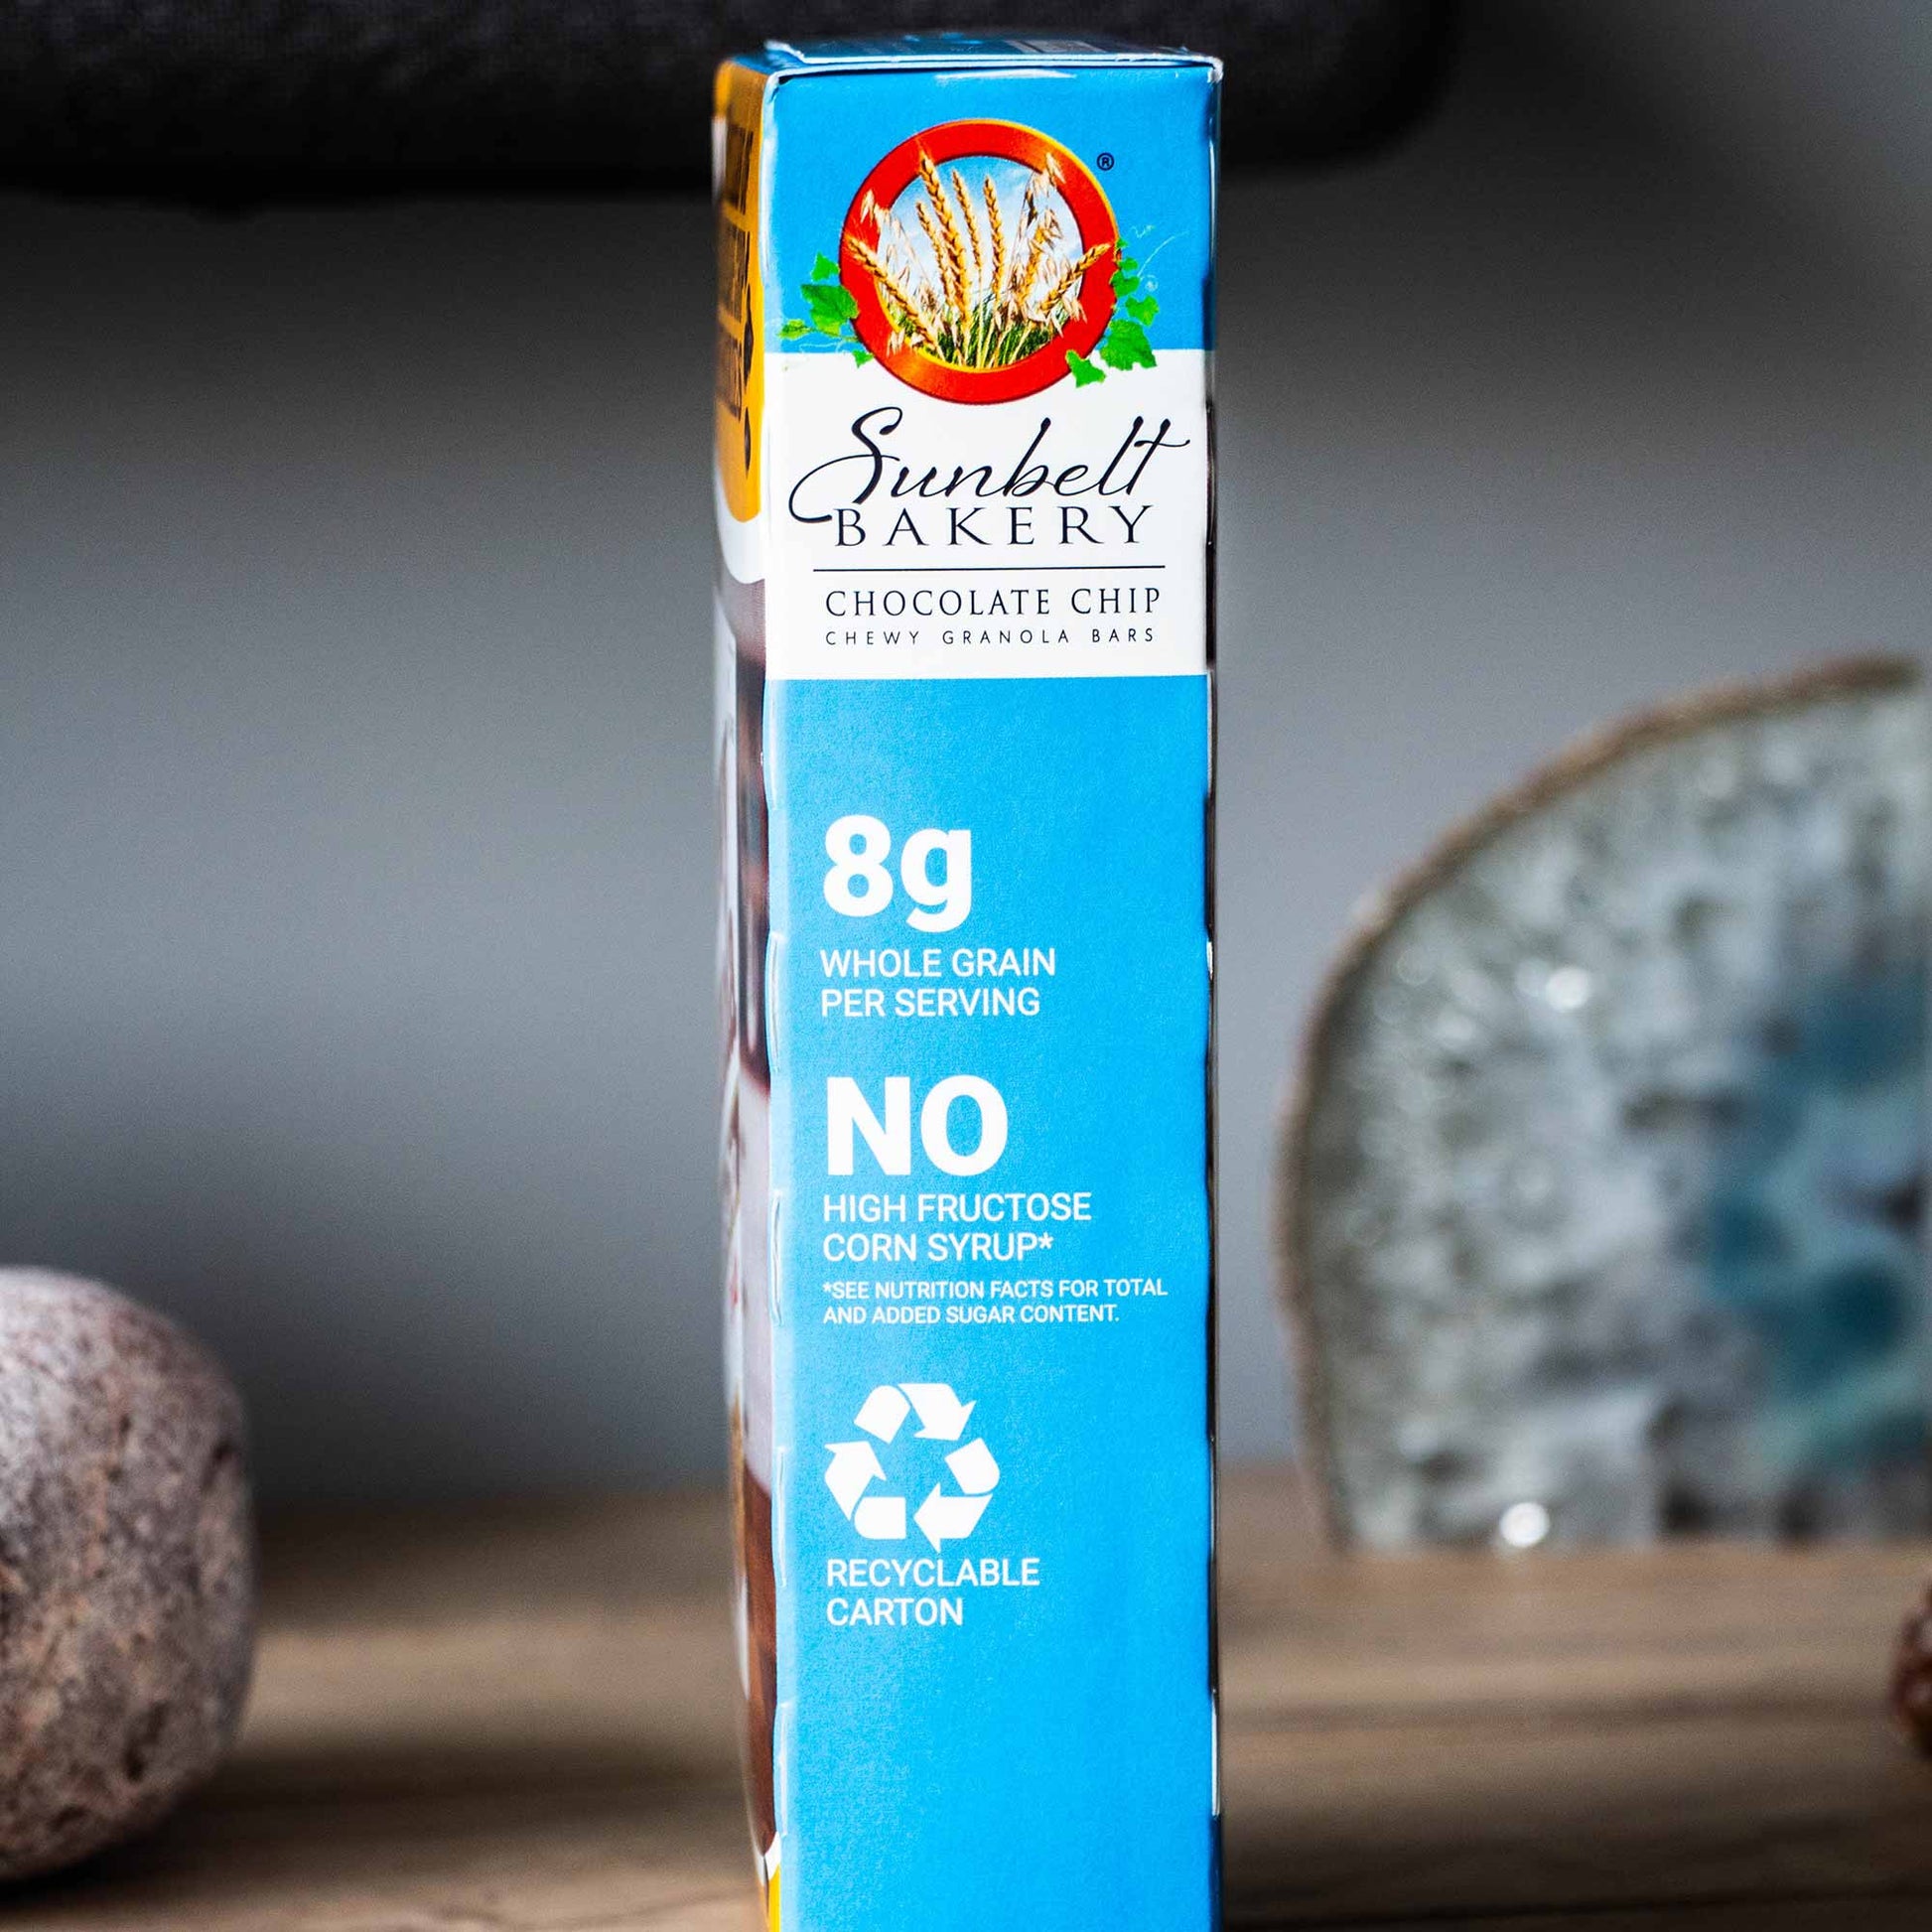 ®
Sunbelt
BAKERY
CHOCOLATE CHIP
CHEWY GRANOLA BARS
8g
WHOLE GRAIN
PER SERVING
NO
HIGH FRUCTOSE
CORN SYRUP*
*SEE NUTRITION FACTS FOR TOTAL
AND ADDED SUGAR CONTENT.
RECYCLABLE
CARTON